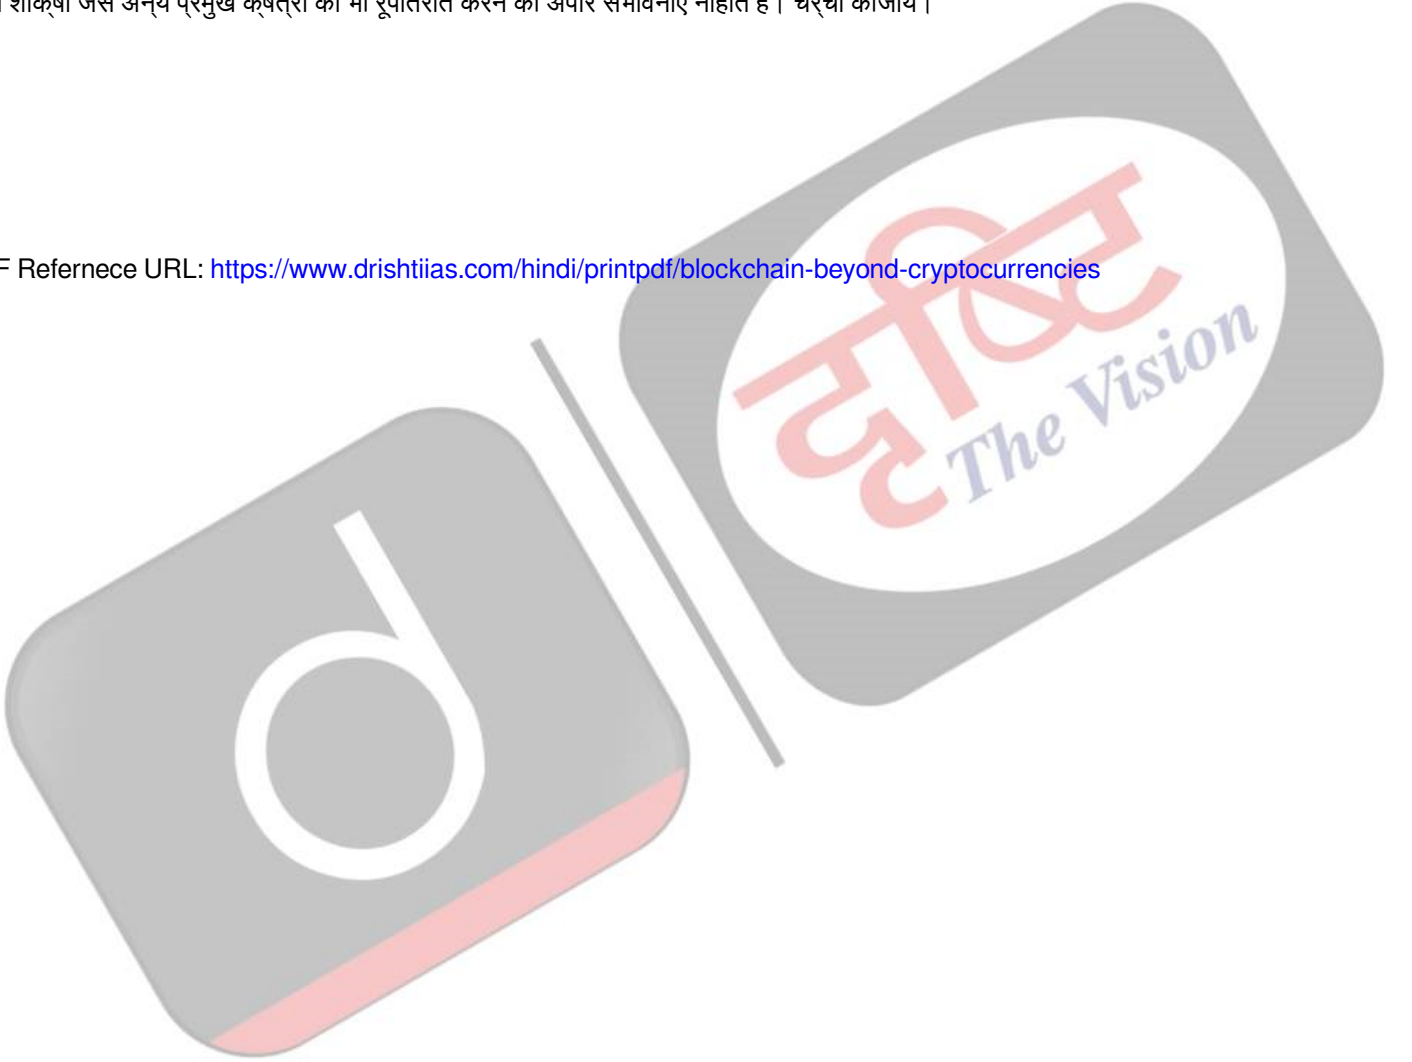 शिक्षा जैसे अन्य प्रमुख क्षेत्रों को भी रूपांतरित करने की अपार संभावनाएँ निहित हैं। चर्चा कीजिये।
F Refernece URL: https://www.drishtiias.com/hindi/printpdf/blockchain-beyond-cryptocurrencies
दृष्टि
The Vision
d